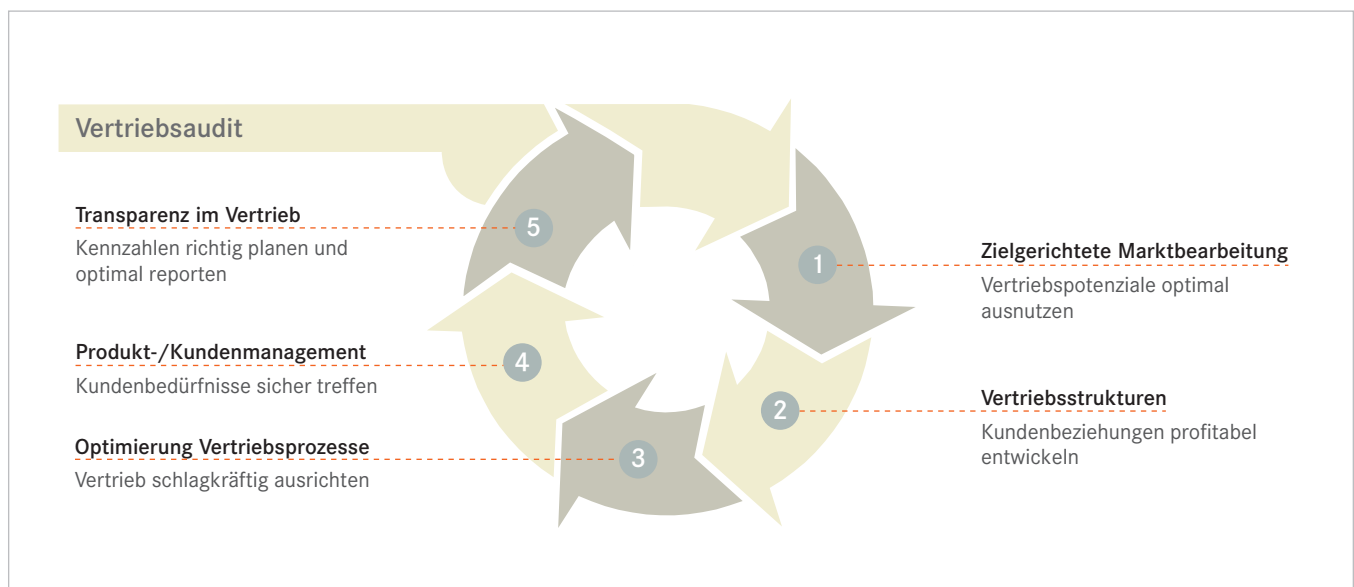 Vertriebsaudit
1
Zielgerichtete Marktbearbeitung
Vertriebspotenziale optimal
ausnutzen
2
Vertriebsstrukturen
Kundenbeziehungen profitabel
entwickeln
3
Optimierung Vertriebsprozesse
Vertrieb schlagkräftig ausrichten
4
Produkt-/Kundenmanagement
Kundenbedürfnisse sicher treffen
5
Transparenz im Vertrieb
Kennzahlen richtig planen und
optimal reporten